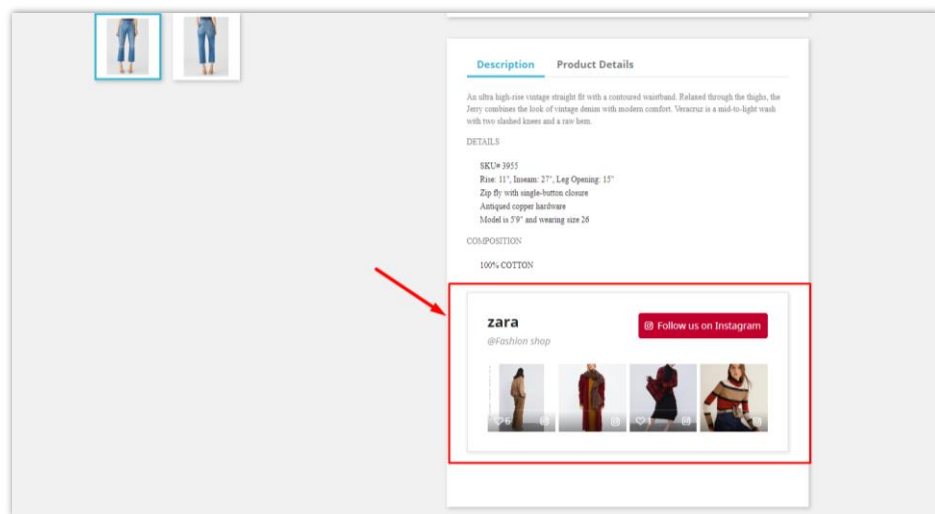 Description Product Details
An ultra high-rise vintage straight fit with a contoured waistband. Relaxed through the thighs, the
Jerry combines the look of vintage denim with modern comfort. Veracruz is a mid-to-light wash
with two slashed knees and a raw hem.
DETAILS
SKU# 3955
Rise: 11", Inseam: 27", Leg Opening: 15"
Zip fly with single-button closure
Antiqued copper hardware
Model is 5'9" and wearing size 26
COMPOSITION
100% COTTON
zara
Follow us on Instagram
@Fashion shop
6 1